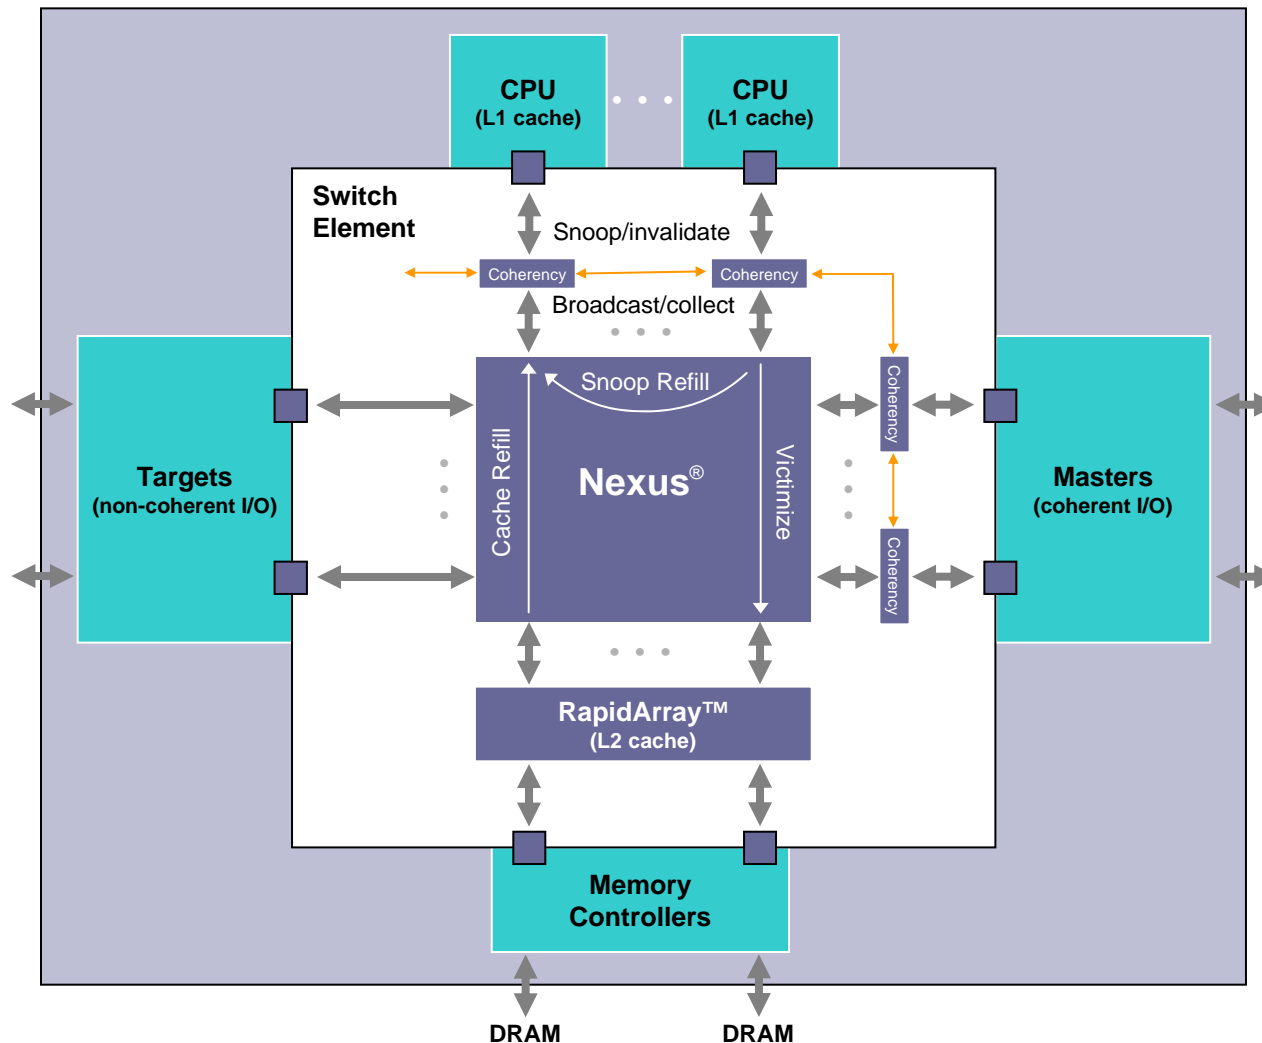 CPU
(L1 cache)
CPU
(L1 cache)
Switch
Element
Snoop/invalidate
Coherency
Coherency
Broadcast/collect
Snoop Refill
Cache Refill
Nexus®
Victimize
Coherency
Coherency
Targets
(non-coherent I/O)
Masters
(coherent I/O)
RapidArray™
(L2 cache)
Memory
Controllers
DRAM
DRAM